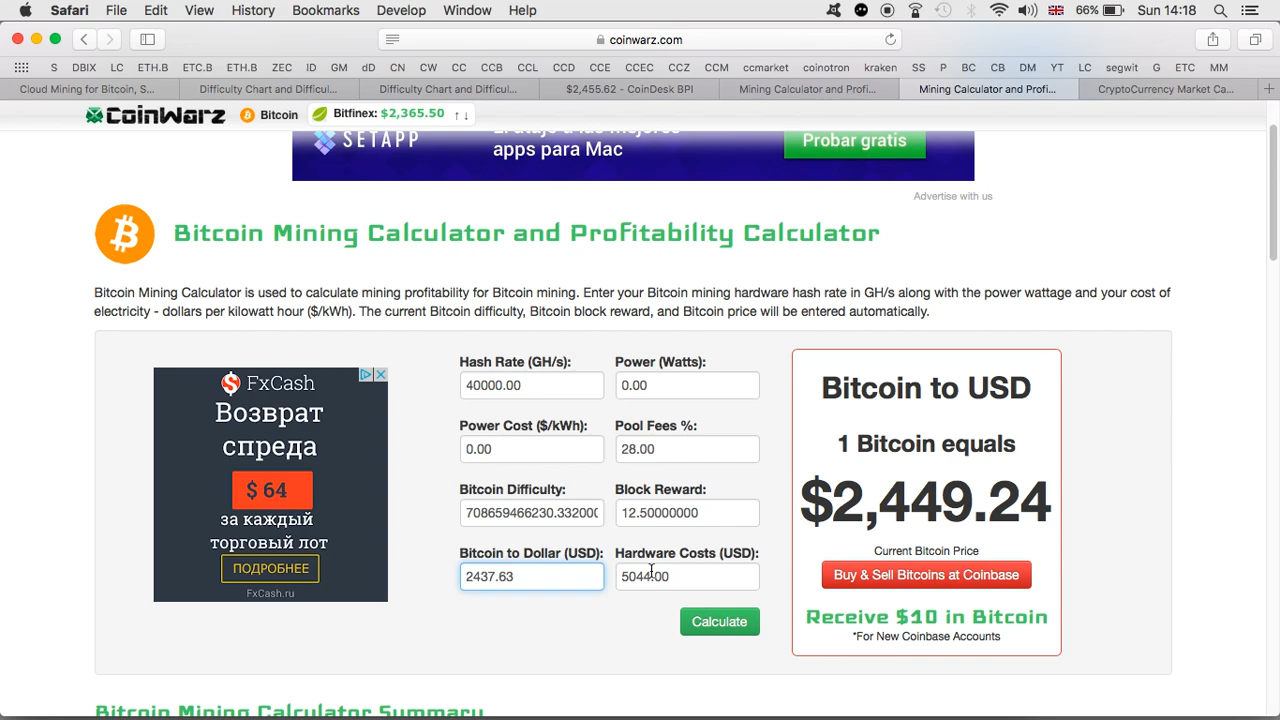 Safari File Edit View History Bookmarks Develop Window Help 66% Sun 14:18
coinwarz.com
S DBIX LC ETH.B ETC.B ETH.B ZEC ID GM dD CN CW CC CCB CCL CCD CCE CCEC CCZ CCM ccmarket coinotron kraken SS P BC CB DM YT LC segwit G ETC MM
Cloud Mining for Bitcoin, S... Difficulty Chart and Difficul... Difficulty Chart and Difficul... $2,455.62 - CoinDesk BPI Mining Calculator and Profi... Mining Calculator and Profi... CryptoCurrency Market Ca...
CoinWarz Bitcoin Bitfinex: $2,365.50 ↑↓
SETAPP
apps para Mac
Probar gratis
Advertise with us
Bitcoin Mining Calculator and Profitability Calculator
Bitcoin Mining Calculator is used to calculate mining profitability for Bitcoin mining. Enter your Bitcoin mining hardware hash rate in GH/s along with the power wattage and your cost of
electricity - dollars per kilowatt hour ($/kWh). The current Bitcoin difficulty, Bitcoin block reward, and Bitcoin price will be entered automatically.
FxCash
Возврат
спреда
$ 64
за каждый
торговый лот
ПОДРОБНЕЕ
FxCash.ru
Hash Rate (GH/s): Power (Watts):
40000.00 0.00
Power Cost ($/kWh): Pool Fees %:
0.00 28.00
Bitcoin Difficulty: Block Reward:
708659466230.332000 12.50000000
Bitcoin to Dollar (USD): Hardware Costs (USD):
2437.63 5044.00
Calculate
Bitcoin to USD
1 Bitcoin equals
$2,449.24
Current Bitcoin Price
Buy & Sell Bitcoins at Coinbase
Receive $10 in Bitcoin
*For New Coinbase Accounts
Bitcoin Mining Calculator Summary